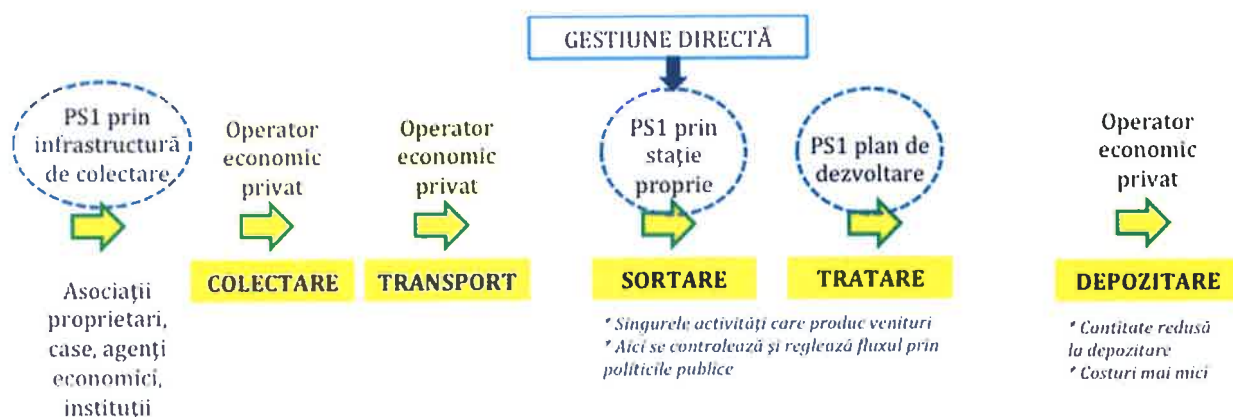 GESTIUNE DIRECTĂ
PS1 prin
infrastructură
de colectare
Operator
economic
privat
Operator
economic
privat
PS1 prin
stație
proprie
PS1 plan de
dezvoltare
Operator
economic
privat
COLECTARE
TRANSPORT
SORTARE
TRATARE
DEPOZITARE
Asociații
proprietari,
case, agenți
economici,
instituții
* Singurele activități care produc venituri
* Aici se controlează și reglează fluxul prin
politicile publice
* Cantitate redusă
la depozitare
* Costuri mai mici